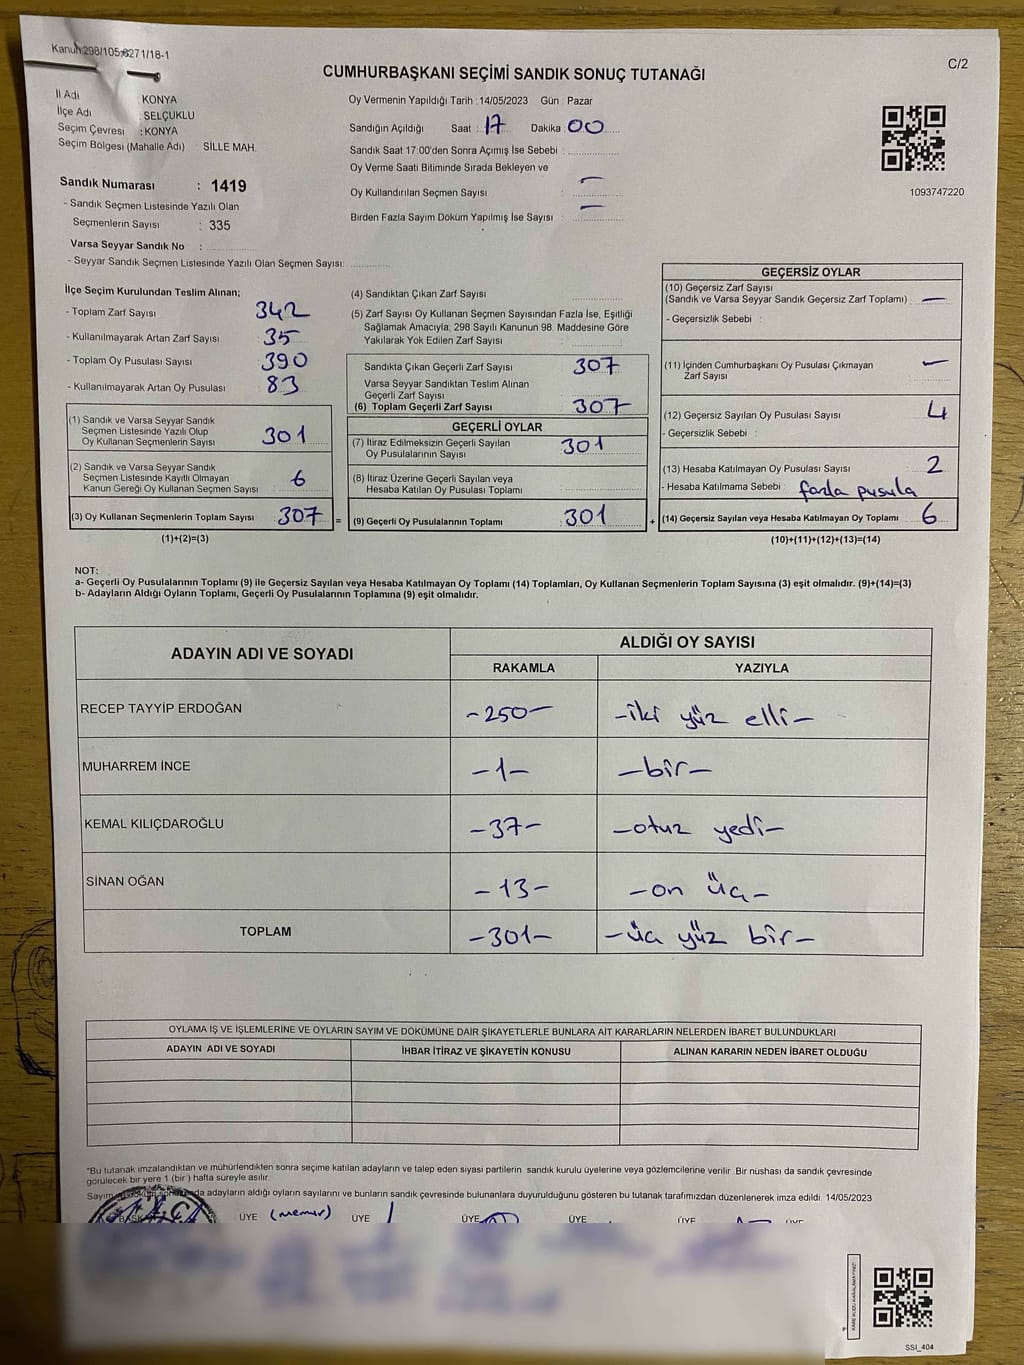 Kanun 298/105;6271/18-1
C/2
CUMHURBAŞKANI SEÇİMİ SANDIK SONUÇ TUTANAĞI
İl Adı : KONYA
İlçe Adı : SELÇUKLU
Seçim Çevresi : KONYA
Seçim Bölgesi (Mahalle Adı) SİLLE MAH.
Oy Vermenin Yapıldığı Tarih :14/05/2023 Gün : Pazar
Sandığın Açıldığı Saat : 17 Dakika : 00
Sandık Saat 17:00'den Sonra Açımış İse Sebebi :
Oy Verme Saati Bitiminde Sırada Bekleyen ve
Oy Kullandırılan Seçmen Sayısı : —
Birden Fazla Sayım Döküm Yapılmış İse Sayısı : —
1093747220
Sandık Numarası : 1419
- Sandık Seçmen Listesinde Yazılı Olan
Seçmenlerin Sayısı : 335
Varsa Seyyar Sandık No :
- Seyyar Sandık Seçmen Listesinde Yazılı Olan Seçmen Sayısı:
İlçe Seçim Kurulundan Teslim Alınan;
- Toplam Zarf Sayısı : 342
- Kullanılmayarak Artan Zarf Sayısı : 35
- Toplam Oy Pusulası Sayısı : 390
- Kullanılmayarak Artan Oy Pusulası : 83
(1) Sandık ve Varsa Seyyar Sandık
Seçmen Listesinde Yazılı Olup
Oy Kullanan Seçmenlerin Sayısı 301
(2) Sandık ve Varsa Seyyar Sandık
Seçmen Listesinde Kayıtlı Olmayan
Kanun Gereği Oy Kullanan Seçmen Sayısı 6
(3) Oy Kullanan Seçmenlerin Toplam Sayısı 307
(1)+(2)=(3)
(4) Sandıktan Çıkan Zarf Sayısı
(5) Zarf Sayısı Oy Kullanan Seçmen Sayısından Fazla İse, Eşitliği
Sağlamak Amacıyla; 298 Sayılı Kanunun 98. Maddesine Göre
Yakılarak Yok Edilen Zarf Sayısı
Sandıkta Çıkan Geçerli Zarf Sayısı 307
Varsa Seyyar Sandıktan Teslim Alınan
Geçerli Zarf Sayısı
(6) Toplam Geçerli Zarf Sayısı 307
GEÇERLİ OYLAR
(7) İtiraz Edilmeksizin Geçerli Sayılan
Oy Pusulalarının Sayısı 301
(8) İtiraz Üzerine Geçerli Sayılan veya
Hesaba Katılan Oy Pusulası Toplamı
= (9) Geçerli Oy Pusulalarının Toplamı 301 +
GEÇERSİZ OYLAR
(10) Geçersiz Zarf Sayısı
(Sandık ve Varsa Seyyar Sandık Geçersiz Zarf Toplamı) —
- Geçersizlik Sebebi :
(11) İçinden Cumhurbaşkanı Oy Pusulası Çıkmayan
Zarf Sayısı —
(12) Geçersiz Sayılan Oy Pusulası Sayısı 4
- Geçersizlik Sebebi :
(13) Hesaba Katılmayan Oy Pusulası Sayısı 2
- Hesaba Katılmama Sebebi : fazla pusula
(14) Geçersiz Sayılan veya Hesaba Katılmayan Oy Toplamı 6
(10)+(11)+(12)+(13)=(14)
NOT:
a- Geçerli Oy Pusulalarının Toplamı (9) ile Geçersiz Sayılan veya Hesaba Katılmayan Oy Toplamı (14) Toplamları, Oy Kullanan Seçmenlerin Toplam Sayısına (3) eşit olmalıdır. (9)+(14)=(3)
b- Adayların Aldığı Oyların Toplamı, Geçerli Oy Pusulalarının Toplamına (9) eşit olmalıdır.
ADAYIN ADI VE SOYADI
ALDIĞI OY SAYISI
RAKAMLA YAZIYLA
RECEP TAYYİP ERDOĞAN -250- -iki yüz elli-
MUHARREM İNCE -1- -bir-
KEMAL KILIÇDAROĞLU -37- -otuz yedi-
SİNAN OĞAN -13- -on üç-
TOPLAM -301- -üç yüz bir-
OYLAMA İŞ VE İŞLEMLERİNE VE OYLARIN SAYIM VE DÖKÜMÜNE DAİR ŞİKAYETLERLE BUNLARA AİT KARARLARIN NELERDEN İBARET BULUNDUKLARI
ADAYIN ADI VE SOYADI İHBAR İTİRAZ VE ŞİKAYETİN KONUSU ALINAN KARARIN NEDEN İBARET OLDUĞU
*Bu tutanak imzalandıktan ve mühürlendikten sonra seçime katılan adayların ve talep eden siyasi partilerin sandık kurulu üyelerine veya gözlemcilerine verilir .Bir nüshası da sandık çevresinde
görülecek bir yere 1 (bir ) hafta süreyle asılır.
Sayım adayların aldığı oyların sayılarını ve bunların sandık çevresinde bulunanlara duyurulduğunu gösteren bu tutanak tarafımızdan düzenlenerek imza edildi. 14/05/2023
ÜYE (memur) ÜYE ÜYE ÜYE ÜYE ÜYE
SSI_404